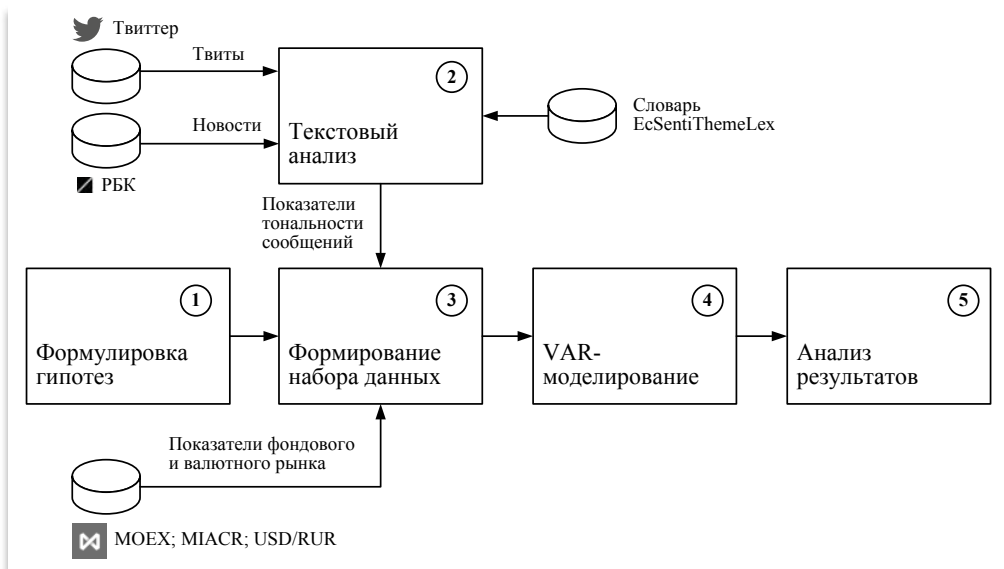 Твиттер
Твиты
2
Новости
Текстовый
анализ
Словарь
EcSentiThemeLex
РБК
Показатели
тональности
сообщений
1
Формулировка
гипотез
3
Формирование
набора данных
4
VAR-
моделирование
5
Анализ
результатов
Показатели фондового
и валютного рынка
MOEX; MIACR; USD/RUR